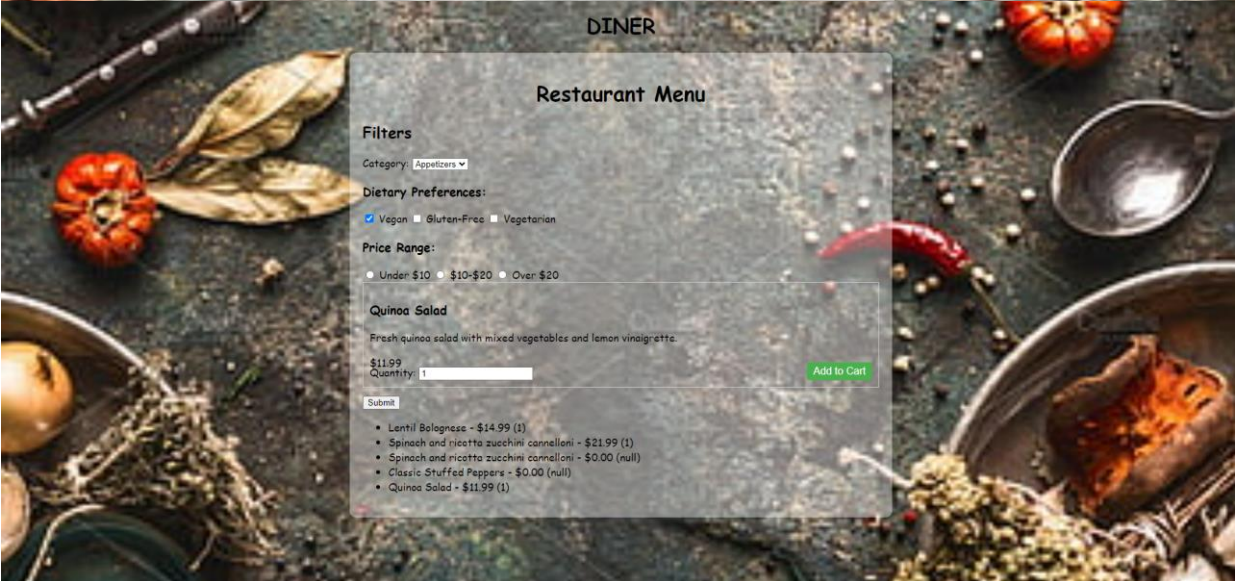 DINER
Restaurant Menu
Filters
Category: Appetizers
Dietary Preferences:
Vegan Gluten-Free Vegetarian
Price Range:
Under $10 $10-$20 Over $20
Quinoa Salad
Fresh quinoa salad with mixed vegetables and lemon vinaigrette.
$11.99
Quantity: 1 Add to Cart
Submit
• Lentil Bolognese - $14.99 (1)
• Spinach and ricotta zucchini cannelloni - $21.99 (1)
• Spinach and ricotta zucchini cannelloni - $0.00 (null)
• Classic Stuffed Peppers - $0.00 (null)
• Quinoa Salad - $11.99 (1)